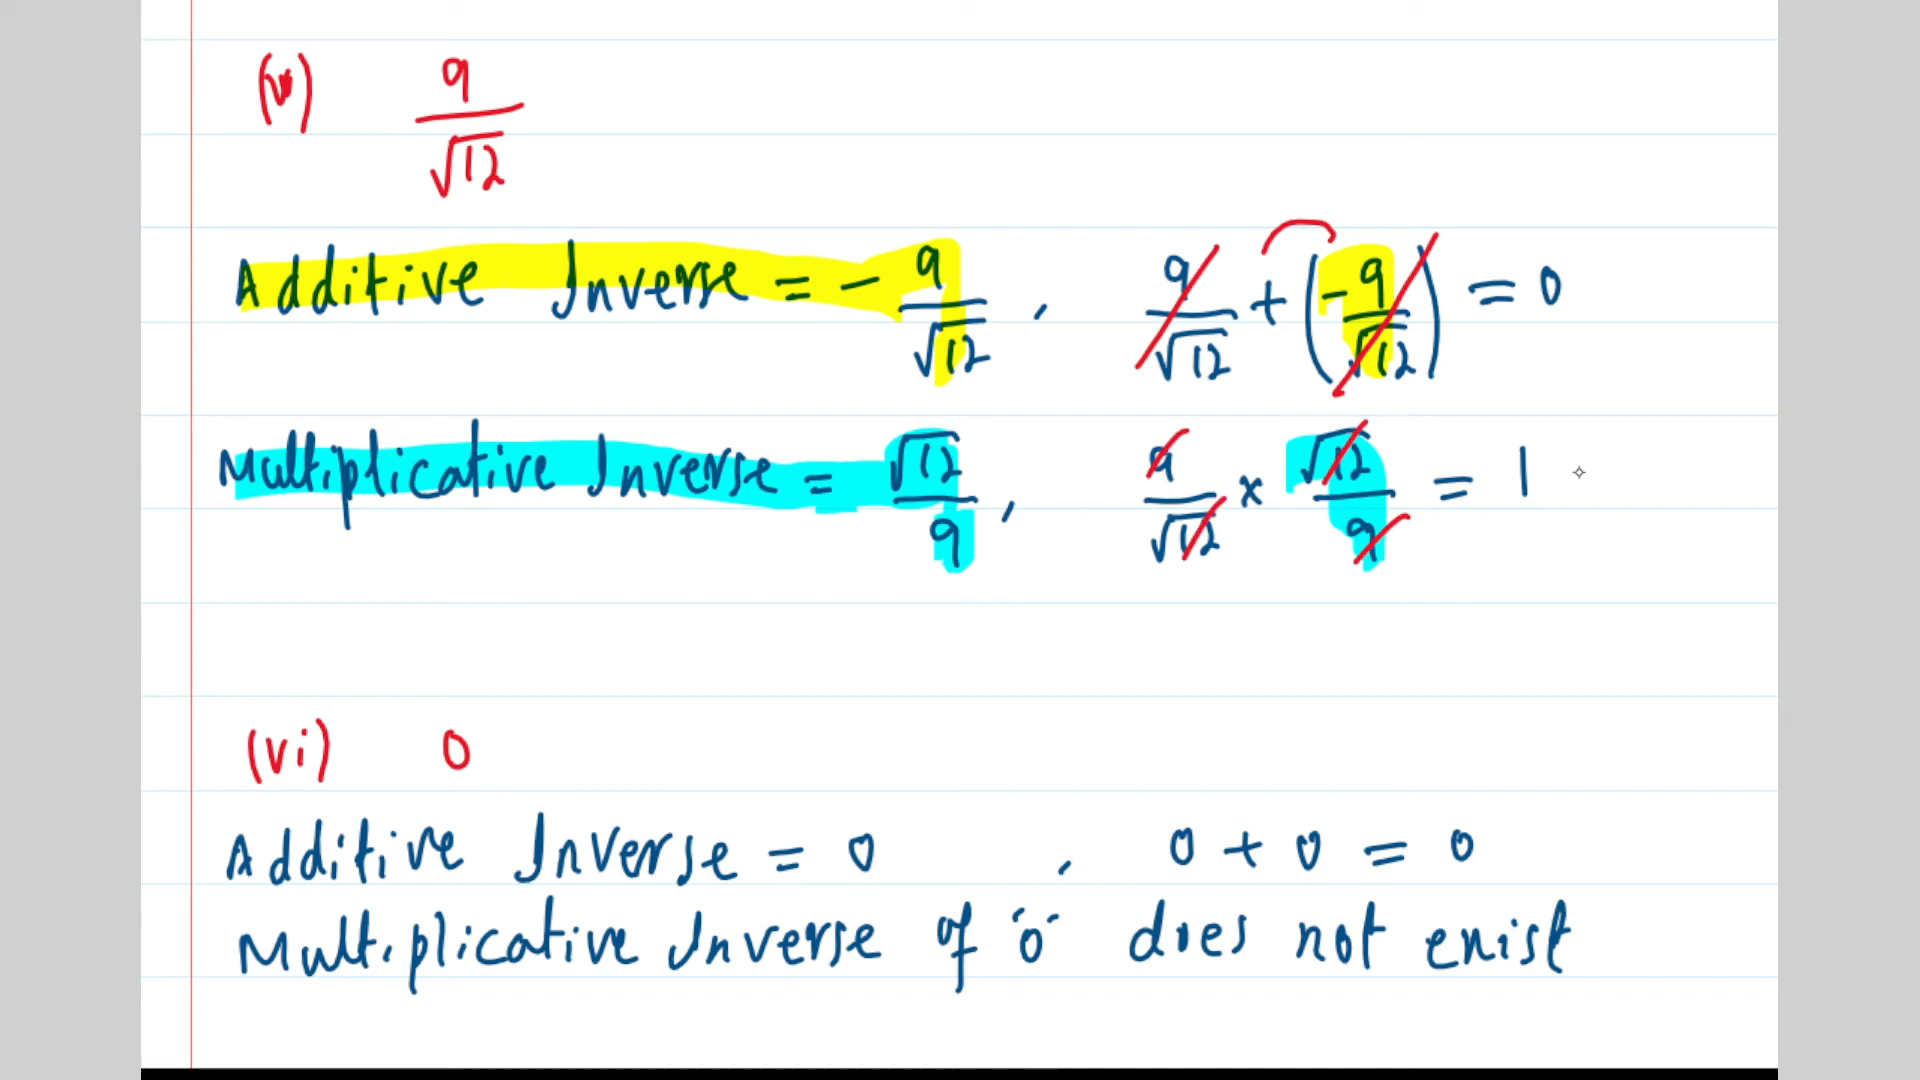 (v) 9/√12
Additive Inverse = - 9/√12 , 9/√12 + (-9/√12) = 0
Multiplicative Inverse = √12/9 , 9/√12 × √12/9 = 1
(vi) 0
Additive Inverse = 0 , 0 + 0 = 0
Multiplicative Inverse of "0" does not exist